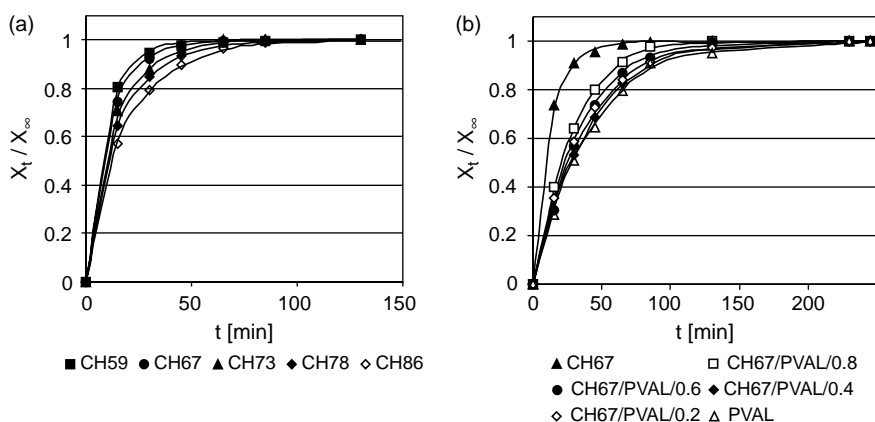 (a)
1
0.8
0.6
0.4
0.2
0
X_t / X_∞
0 50 100 150
t [min]
CH59 CH67 CH73 CH78 CH86
(b)
1
0.8
0.6
0.4
0.2
0
X_t / X_∞
0 50 100 150 200
t [min]
CH67 CH67/PVAL/0.8
CH67/PVAL/0.6 CH67/PVAL/0.4
CH67/PVAL/0.2 PVAL